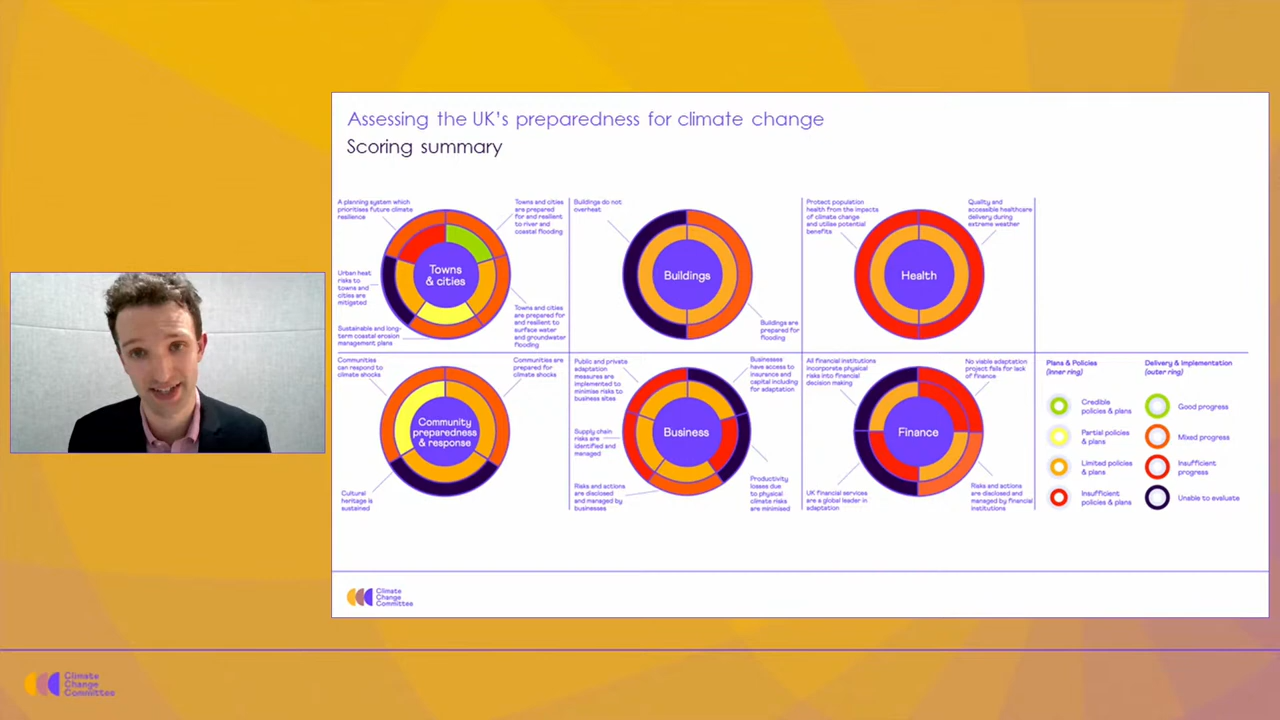 Assessing the UK's preparedness for climate change
Scoring summary
A planning system which
prioritises future climate
resilience
Towns and cities
are prepared
for and resilient
to river and
coastal flooding
Urban heat
risks to
towns and
cities are
mitigated
Towns
& cities
Towns and cities
are prepared for
and resilient to
surface water
and groundwater
flooding
Sustainable and long-
term coastal erosion
management plans
Buildings do not
overheat
Buildings
Buildings are
prepared for
flooding
Protect population
health from the impacts
of climate change
and utilise potential
benefits
Quality and
accessible healthcare
delivery during
extreme weather
Health
Communities
can respond to
climate shocks
Communities are
prepared for
climate shocks
Community
preparedness
& response
Cultural
heritage is
sustained
Public and private
adaptation
measures are
implemented to
minimise risks to
business sites
Businesses
have access to
insurance and
capital including
for adaptation
Supply chain
risks are
identified and
managed
Business
Risks and actions
are disclosed and
managed by
businesses
Productivity
losses due
to physical
climate risks
are minimised
All financial institutions
incorporate physical
risks into financial
decision making
No viable adaptation
project fails for lack
of finance
Finance
UK financial services
are a global leader in
adaptation
Risks and actions
are disclosed and
managed by financial
institutions
Plans & Policies
(inner ring)
Delivery & Implementation
(outer ring)
Credible
policies & plans
Good progress
Partial policies
& plans
Mixed progress
Limited policies
& plans
Insufficient
progress
Insufficient
policies & plans
Unable to evaluate
Climate
Change
Committee
Climate
Change
Committee